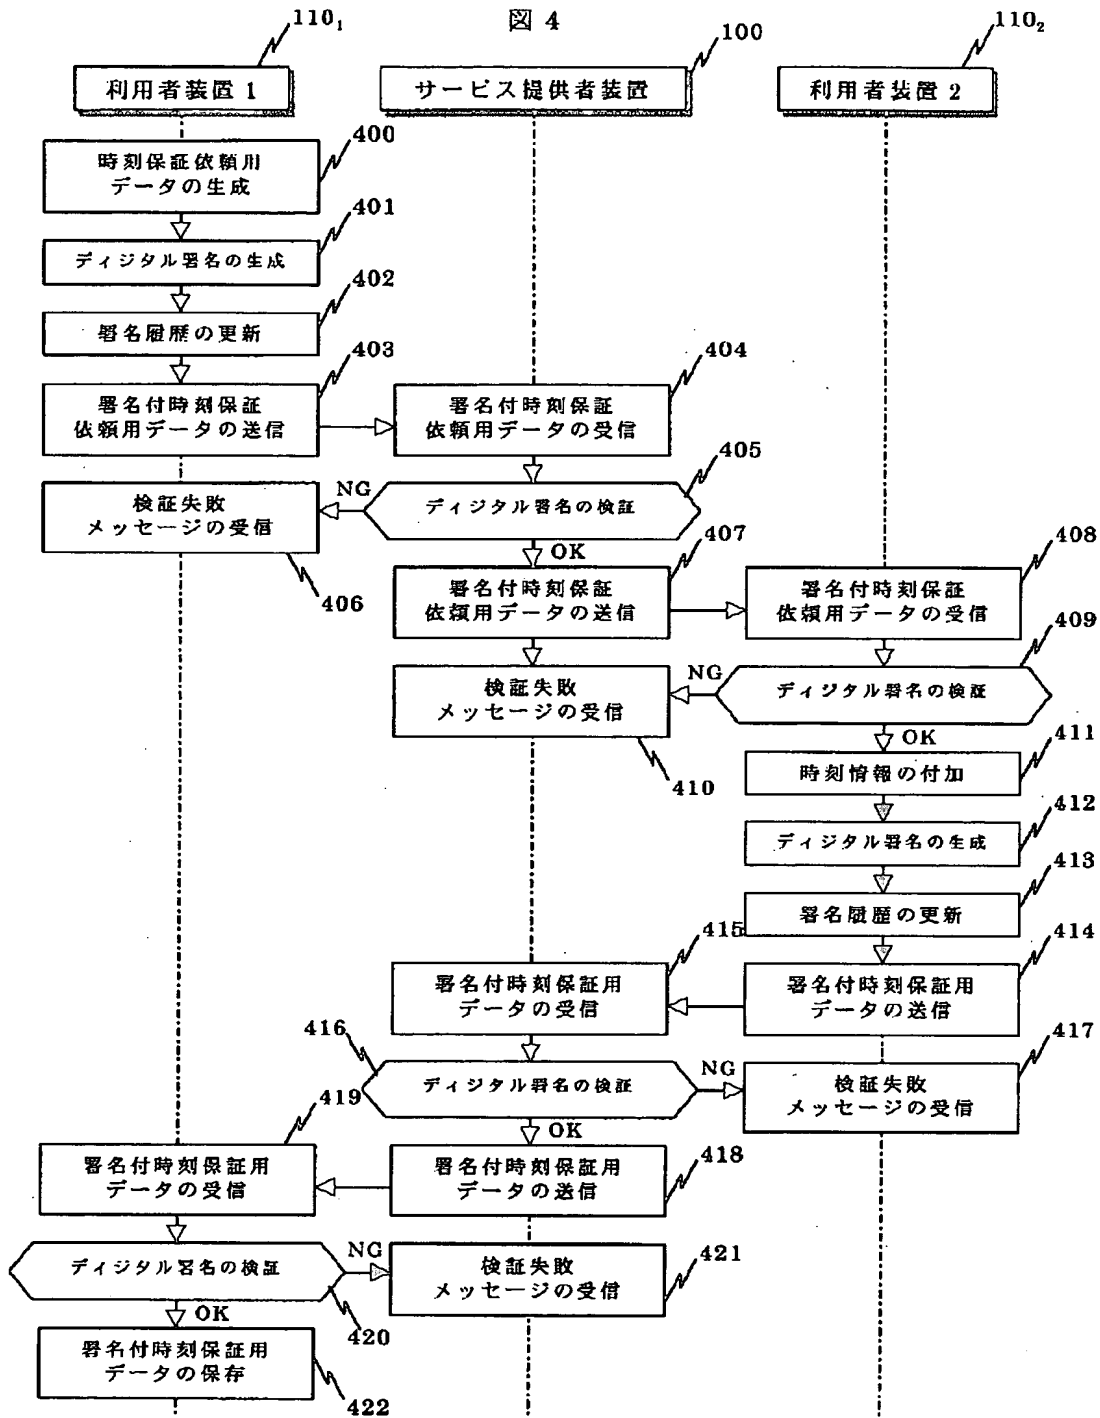 図 4
110₁
100
110₂
利用者装置 1
サービス提供者装置
利用者装置 2
400
時刻保証依頼用
データの生成
401
ディジタル署名の生成
402
署名履歴の更新
403
署名付時刻保証
依頼用データの送信
404
署名付時刻保証
依頼用データの受信
405
ディジタル署名の検証
NG
検証失敗
メッセージの受信
406
OK
407
署名付時刻保証
依頼用データの送信
408
署名付時刻保証
依頼用データの受信
409
ディジタル署名の検証
NG
検証失敗
メッセージの受信
410
OK
411
時刻情報の付加
412
ディジタル署名の生成
413
署名履歴の更新
414
署名付時刻保証用
データの送信
415
署名付時刻保証用
データの受信
416
ディジタル署名の検証
NG
417
検証失敗
メッセージの受信
OK
418
署名付時刻保証用
データの送信
419
署名付時刻保証用
データの受信
ディジタル署名の検証
420
NG
検証失敗
メッセージの受信
421
OK
署名付時刻保証用
データの保存
422